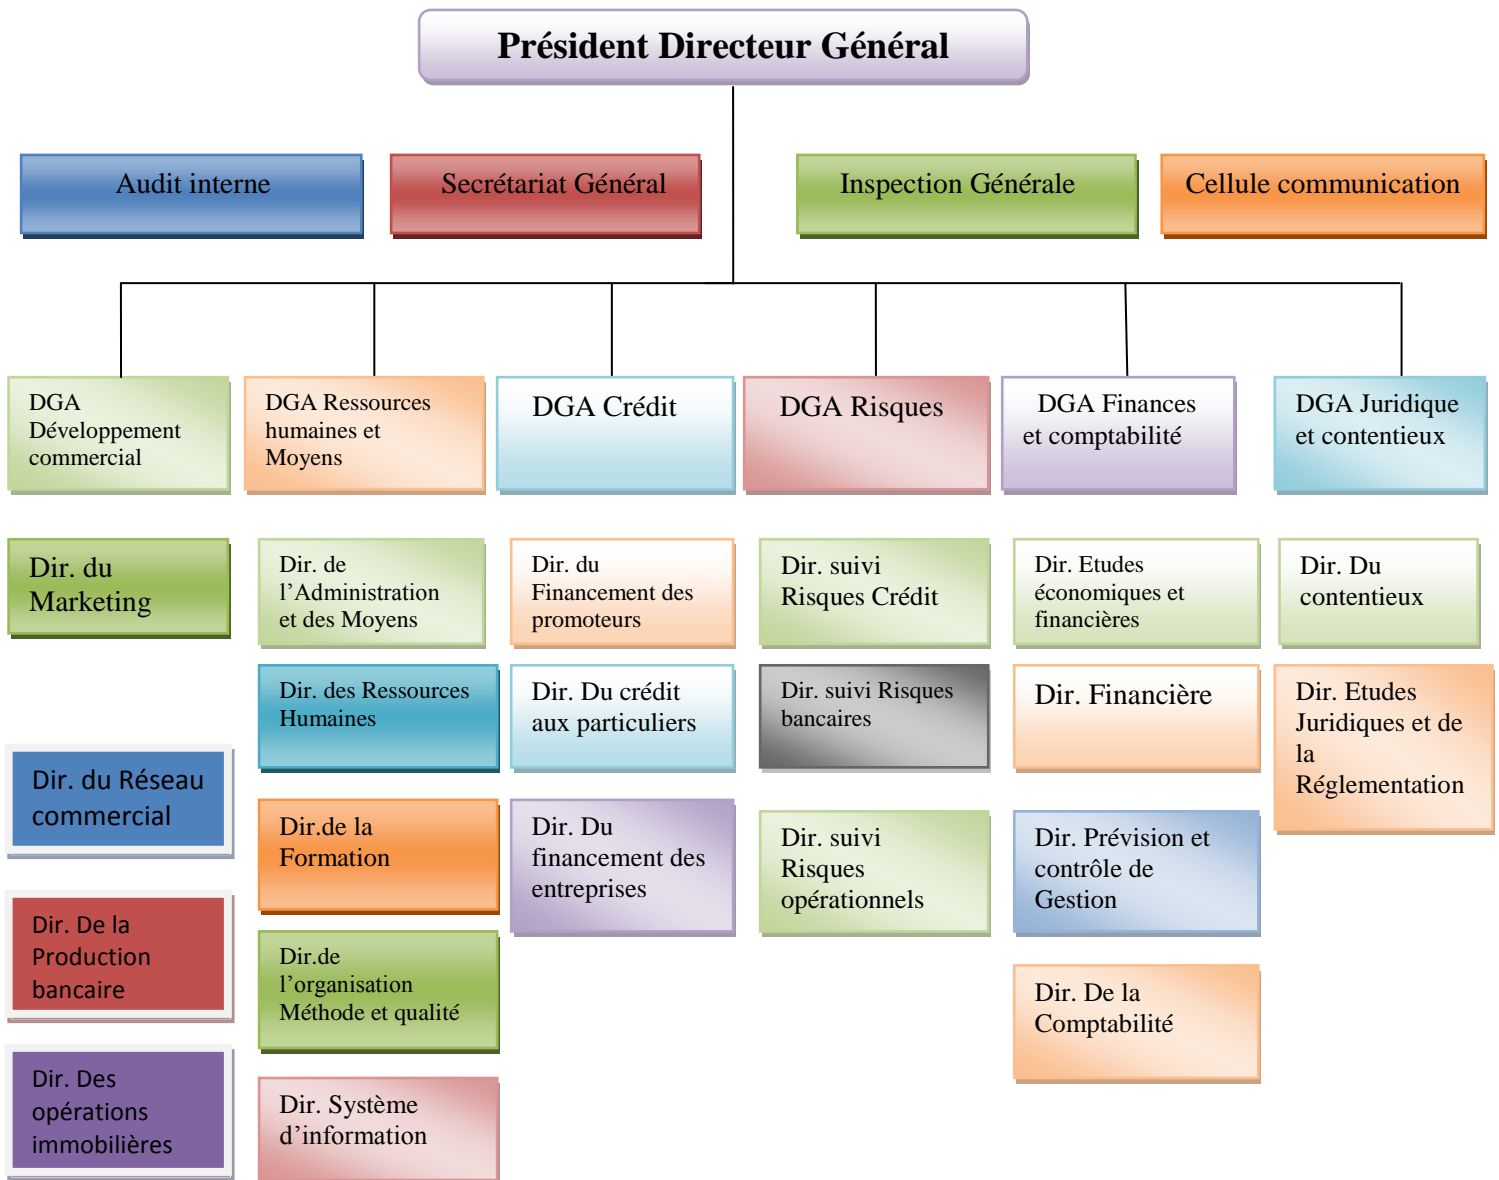 Président Directeur Général
Audit interne
Secrétariat Général
Inspection Générale
Cellule communication
DGA
Développement
commercial
DGA Ressources
humaines et
Moyens
DGA Crédit
DGA Risques
DGA Finances
et comptabilité
DGA Juridique
et contentieux
Dir. du
Marketing
Dir. de
l’Administration
et des Moyens
Dir. du
Financement des
promoteurs
Dir. suivi
Risques Crédit
Dir. Etudes
économiques et
financières
Dir. Du
contentieux
Dir. des Ressources
Humaines
Dir. Du crédit
aux particuliers
Dir. suivi Risques
bancaires
Dir. Financière
Dir. Etudes
Juridiques et de
la
Réglementation
Dir. du Réseau
commercial
Dir.de la
Formation
Dir. Du
financement des
entreprises
Dir. suivi
Risques
opérationnels
Dir. Prévision et
contrôle de
Gestion
Dir. De la
Production
bancaire
Dir.de
l’organisation
Méthode et qualité
Dir. De la
Comptabilité
Dir. Des
opérations
immobilières
Dir. Système
d’information